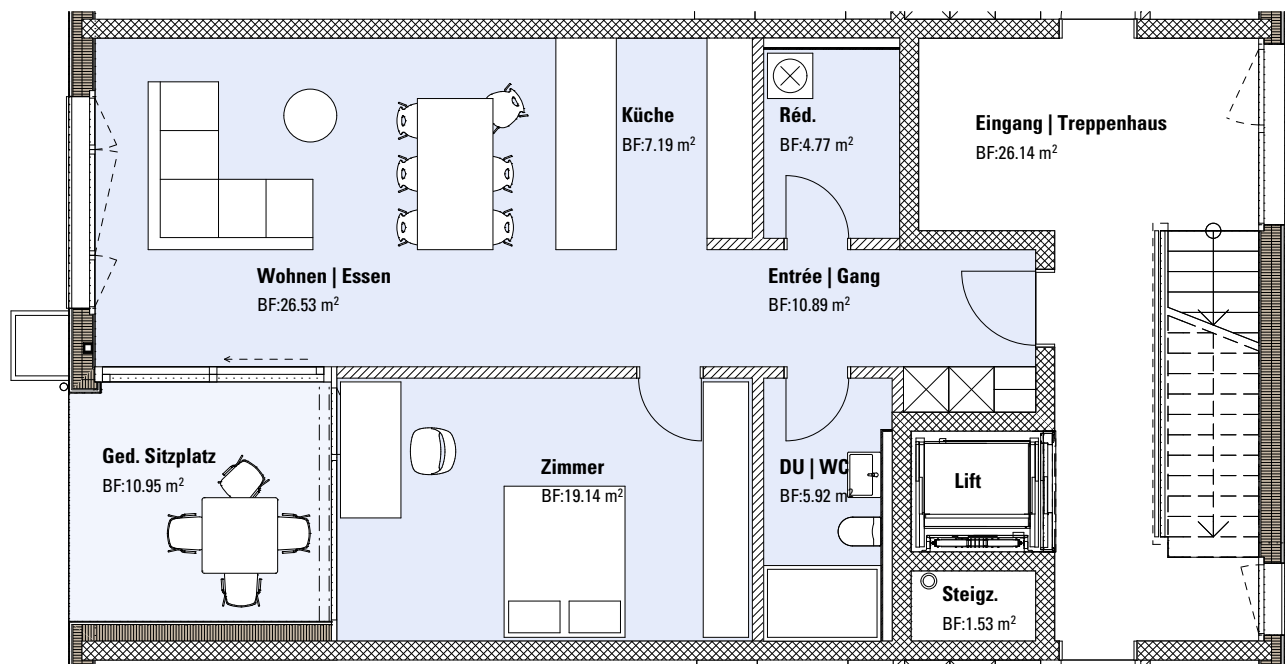 Küche
BF:7.19 m²
Réd.
BF:4.77 m²
Eingang | Treppenhaus
BF:26.14 m²
Wohnen | Essen
BF:26.53 m²
Entrée | Gang
BF:10.89 m²
Ged. Sitzplatz
BF:10.95 m²
Zimmer
BF:19.14 m²
DU | WC
BF:5.92 m²
Lift
Steigz.
BF:1.53 m²